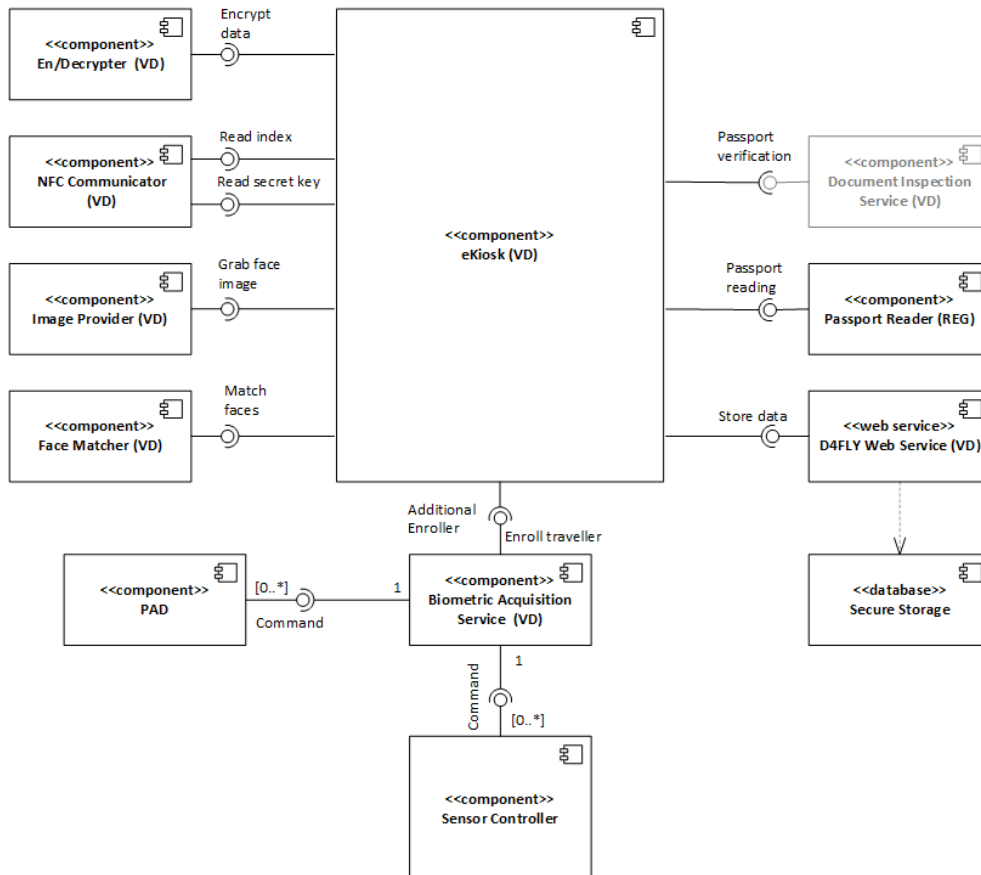 Encrypt
data
<<component>>
En/Decrypter (VD)
<<component>>
NFC Communicator
(VD)
Read index
Read secret key
<<component>>
eKiosk (VD)
Passport
verification
<<component>>
Document Inspection
Service (VD)
<<component>>
Image Provider (VD)
Grab face
image
Passport
reading
<<component>>
Passport Reader (REG)
<<component>>
Face Matcher (VD)
Match
faces
Store data
<<web service>>
D4FLY Web Service (VD)
Additional
Enroller
Enroll traveller
<<component>>
PAD
[0..*]
Command
1
<<component>>
Biometric Acquisition
Service (VD)
<<database>>
Secure Storage
1
Command
[0..*]
<<component>>
Sensor Controller